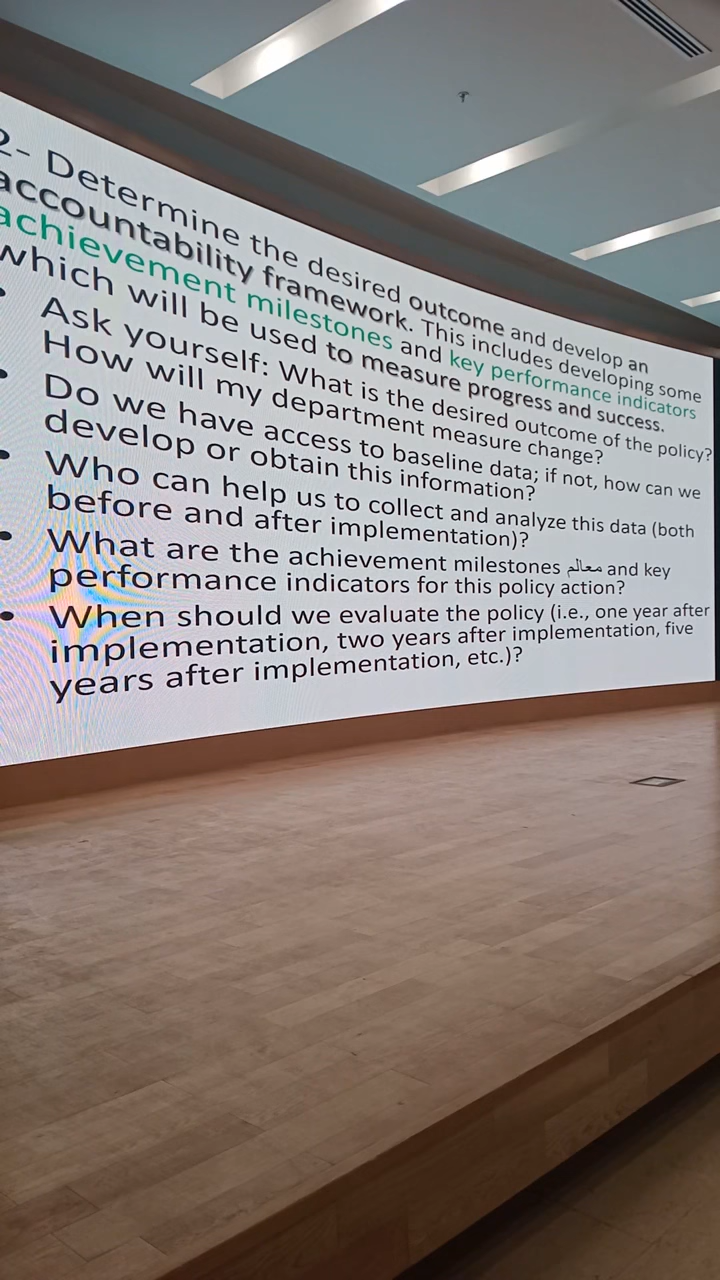 2- Determine the desired outcome and develop an
accountability framework. This includes developing some
achievement milestones and key performance indicators
which will be used to measure progress and success.
• Ask yourself: What is the desired outcome of the policy?
How will my department measure change?
• Do we have access to baseline data; if not, how can we
develop or obtain this information?
• Who can help us to collect and analyze this data (both
before and after implementation)?
• What are the achievement milestones معالم and key
performance indicators for this policy action?
• When should we evaluate the policy (i.e., one year after
implementation, two years after implementation, five
years after implementation, etc.)?